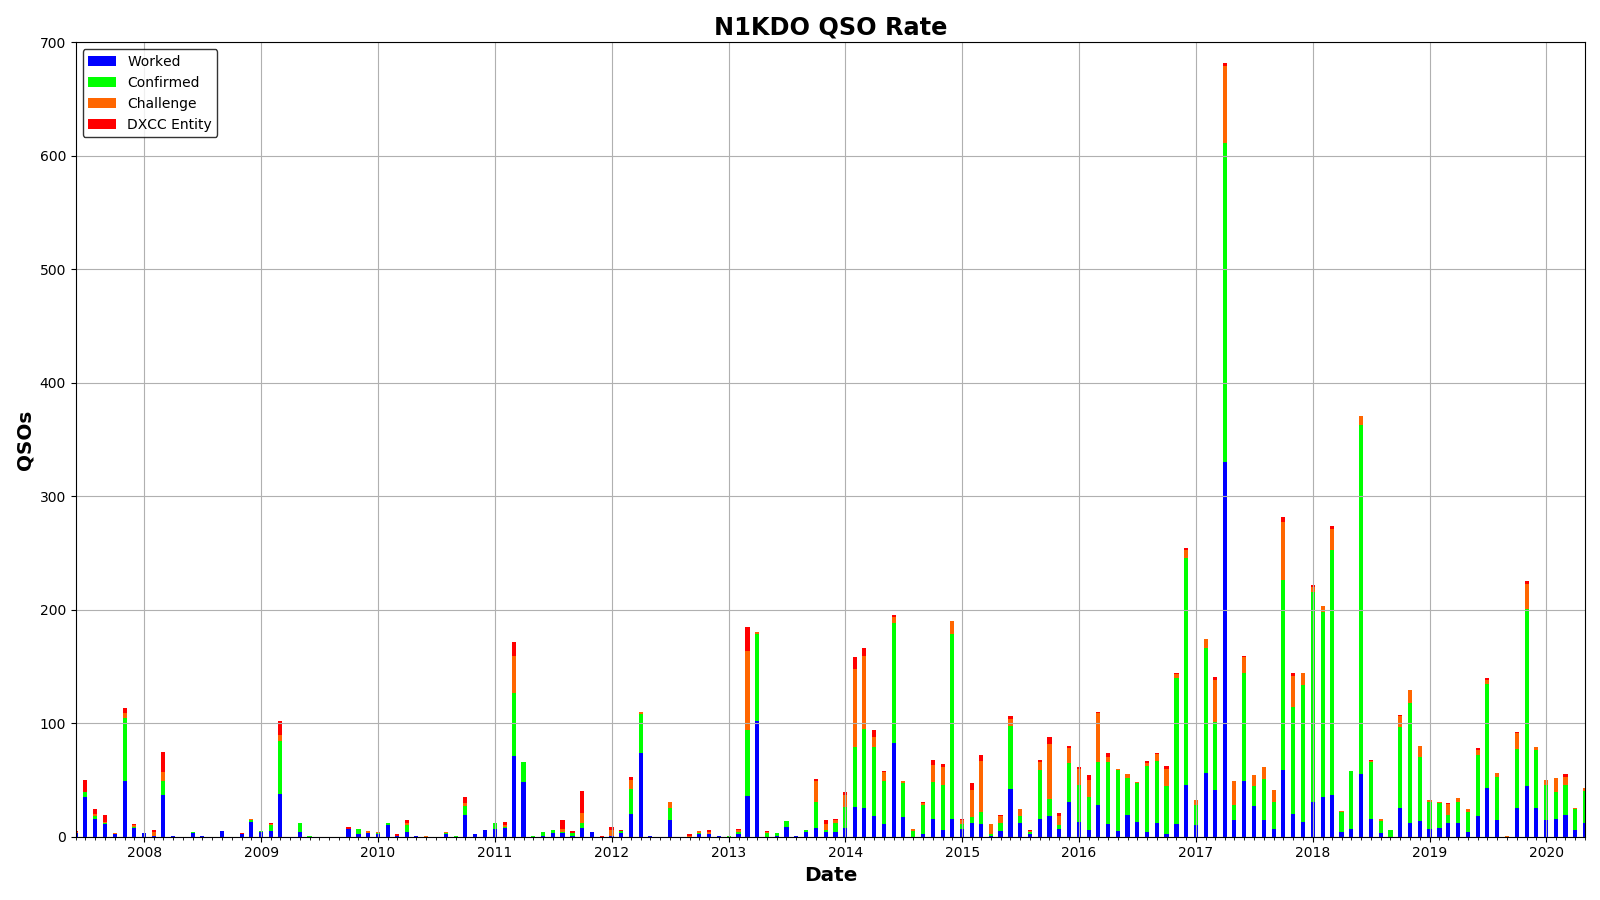 N1KDO QSO Rate
Worked
Confirmed
Challenge
DXCC Entity
700
600
500
400
300
200
100
0
QSOs
2008 2009 2010 2011 2012 2013 2014 2015 2016 2017 2018 2019 2020
Date